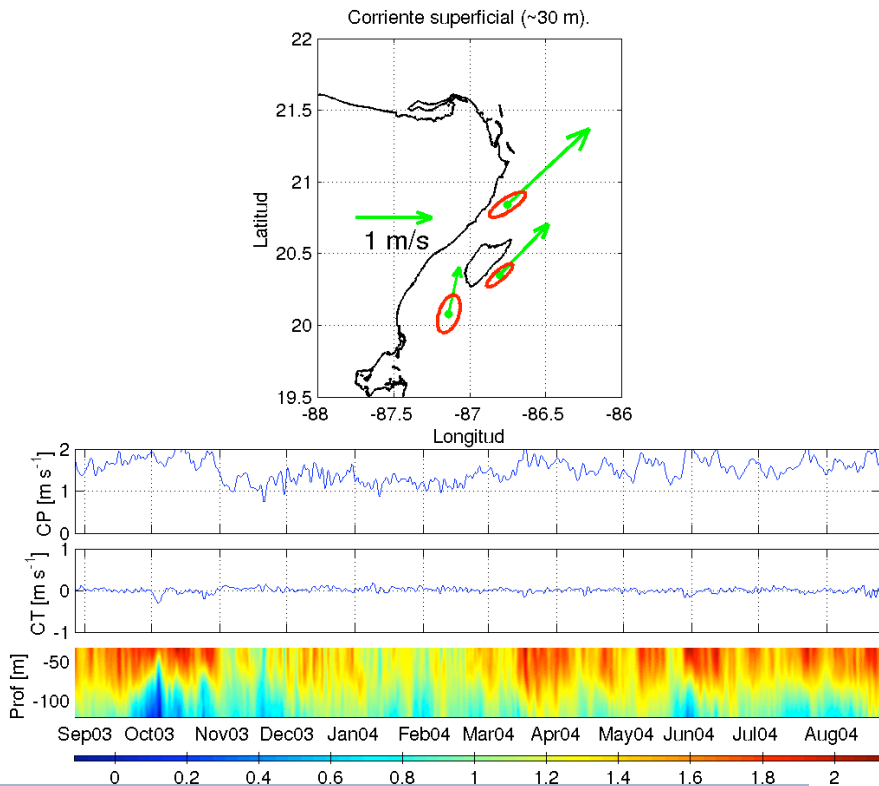 Corriente superficial (~30 m).
22
21.5
21
20.5
20
19.5
Latitud
1 m/s
-88 -87.5 -87 -86.5 -86
Longitud
2
1
0
CP [m s⁻¹]
1
0
-1
CT [m s⁻¹]
-50
-100
Prof [m]
Sep03 Oct03 Nov03 Dec03 Jan04 Feb04 Mar04 Apr04 May04 Jun04 Jul04 Aug04
0 0.2 0.4 0.6 0.8 1 1.2 1.4 1.6 1.8 2